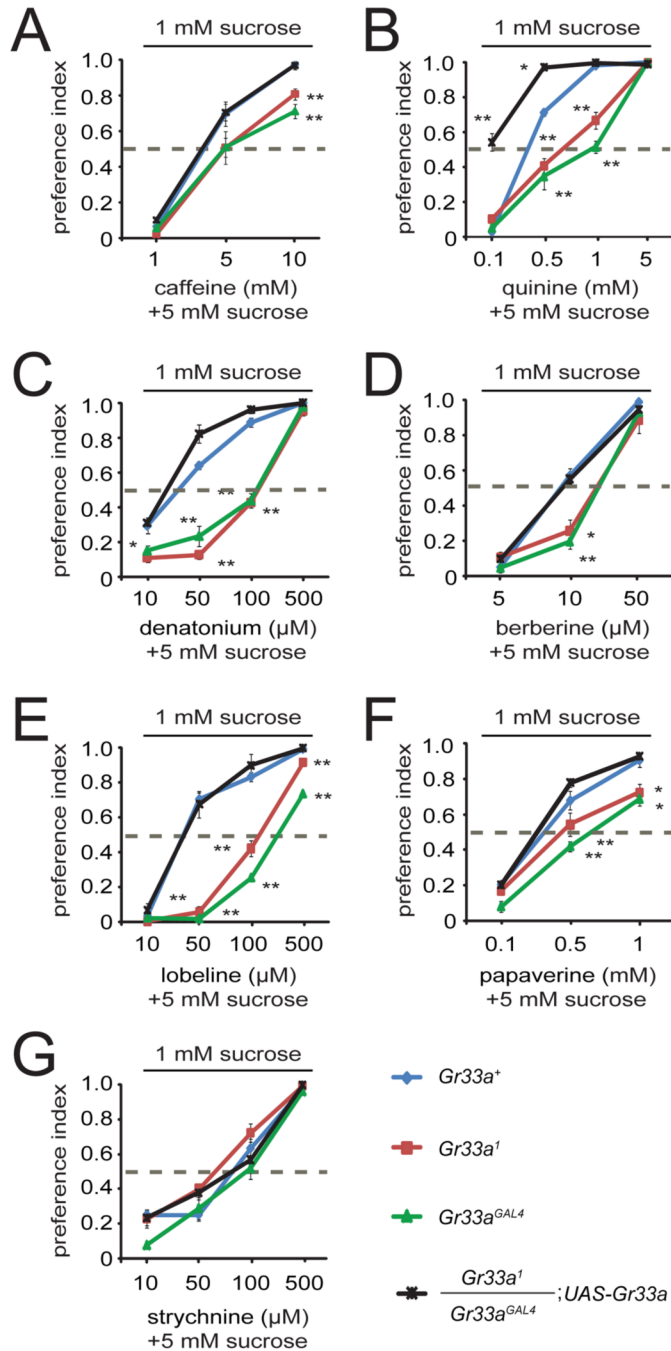 A
1 mM sucrose
preference index
1.0
0.8
0.6
0.4
0.2
0
**
**
1 5 10
caffeine (mM)
+5 mM sucrose
B
1 mM sucrose
preference index
1.0
0.8
0.6
0.4
0.2
0
*
**
**
**
**
**
0.1 0.5 1 5
quinine (mM)
+5 mM sucrose
C
1 mM sucrose
preference index
1.0
0.8
0.6
0.4
0.2
0
**
**
**
*
**
10 50 100 500
denatonium (µM)
+5 mM sucrose
D
1 mM sucrose
preference index
1.0
0.8
0.6
0.4
0.2
0
*
**
5 10 50
berberine (µM)
+5 mM sucrose
E
1 mM sucrose
preference index
1.0
0.8
0.6
0.4
0.2
0
**
**
**
**
**
**
10 50 100 500
lobeline (µM)
+5 mM sucrose
F
1 mM sucrose
preference index
1.0
0.8
0.6
0.4
0.2
0
*
*
**
**
0.1 0.5 1
papaverine (mM)
+5 mM sucrose
G
1 mM sucrose
preference index
1.0
0.8
0.6
0.4
0.2
0
10 50 100 500
strychnine (µM)
+5 mM sucrose
Gr33a+
Gr33a1
Gr33aGAL4
Gr33a1
Gr33aGAL4 ;UAS-Gr33a